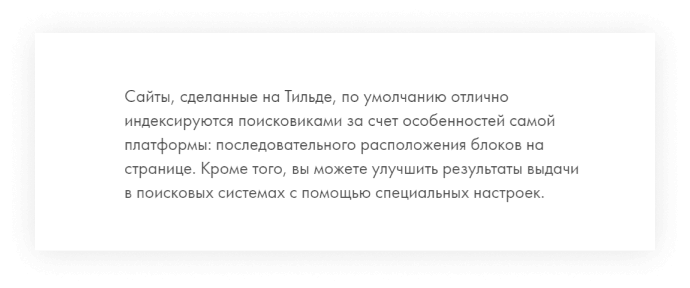 Сайты, сделанные на Тильде, по умолчанию отлично
индексируются поисковиками за счет особенностей самой
платформы: последовательного расположения блоков на
странице. Кроме того, вы можете улучшить результаты выдачи
в поисковых системах с помощью специальных настроек.